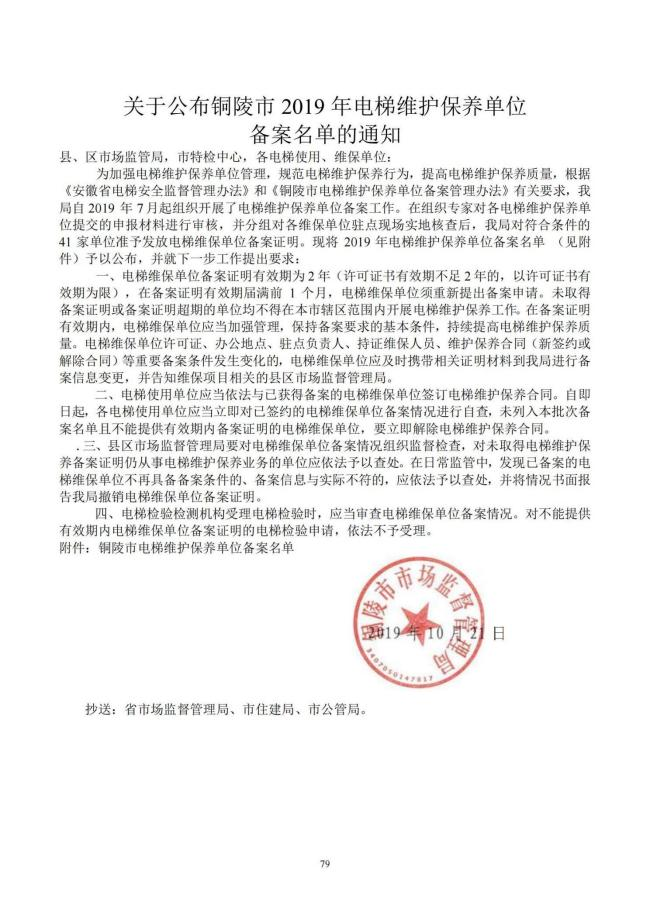 关于公布铜陵市 2019 年电梯维护保养单位
备案名单的通知
县、区市场监管局，市特检中心，各电梯使用、维保单位：
为加强电梯维护保养单位管理，规范电梯维护保养行为，提高电梯维护保养质量，根据
《安徽省电梯安全监督管理办法》和《铜陵市电梯维护保养单位备案管理办法》有关要求，我
局自 2019 年 7 月起组织开展了电梯维护保养单位备案工作。在组织专家对各电梯维护保养单
位提交的申报材料进行审核，并分组对各维保单位驻点现场实地核查后，我局对符合条件的
41 家单位准予发放电梯维保单位备案证明。现将 2019 年电梯维护保养单位备案名单 （见附
件）予以公布，并就下一步工作提出要求：
一、电梯维保单位备案证明有效期为 2 年（许可证书有效期不足 2 年的，以许可证书有
效期为限），在备案证明有效期届满前 1 个月，电梯维保单位须重新提出备案申请。未取得
备案证明或备案证明超期的单位均不得在本市辖区范围内开展电梯维护保养工作。在备案证明
有效期内，电梯维保单位应当加强管理，保持备案要求的基本条件，持续提高电梯维护保养质
量。电梯维保单位许可证、办公地点、驻点负责人、持证维保人员、维护保养合同（新签约或
解除合同）等重要备案条件发生变化的，电梯维保单位应及时携带相关证明材料到我局进行备
案信息变更，并告知维保项目相关的县区市场监督管理局。
二、电梯使用单位应当依法与已获得备案的电梯维保单位签订电梯维护保养合同。自即
日起，各电梯使用单位应当立即对已签约的电梯维保单位备案情况进行自查，未列入本批次备
案名单且不能提供有效期内备案证明的电梯维保单位，要立即解除电梯维护保养合同。
.三、县区市场监督管理局要对电梯维保单位备案情况组织监督检查，对未取得电梯维护保
养备案证明仍从事电梯维护保养业务的单位应依法予以查处。在日常监管中，发现已备案的电
梯维保单位不再具备备案条件的、备案信息与实际不符的，应依法予以查处，并将情况书面报
告我局撤销电梯维保单位备案证明。
四、电梯检验检测机构受理电梯检验时，应当审查电梯维保单位备案情况。对不能提供
有效期内电梯维保单位备案证明的电梯检验申请，依法不予受理。
附件：铜陵市电梯维护保养单位备案名单
铜陵市市场监督管理局
2019 年 10 月 21 日
3407050147817
抄送：省市场监督管理局、市住建局、市公管局。
79